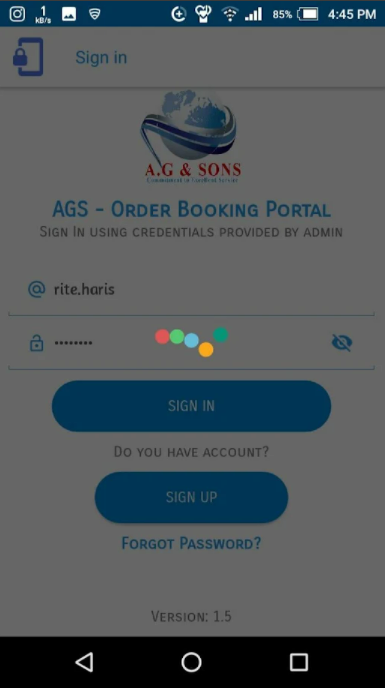 1
KB/s
85%
4:45 PM
Sign in
A.G & SONS
Commitment to Excellent Service
AGS - Order Booking Portal
Sign In using credentials provided by admin
rite.haris
••••••••
SIGN IN
Do you have account?
SIGN UP
Forgot Password?
Version: 1.5